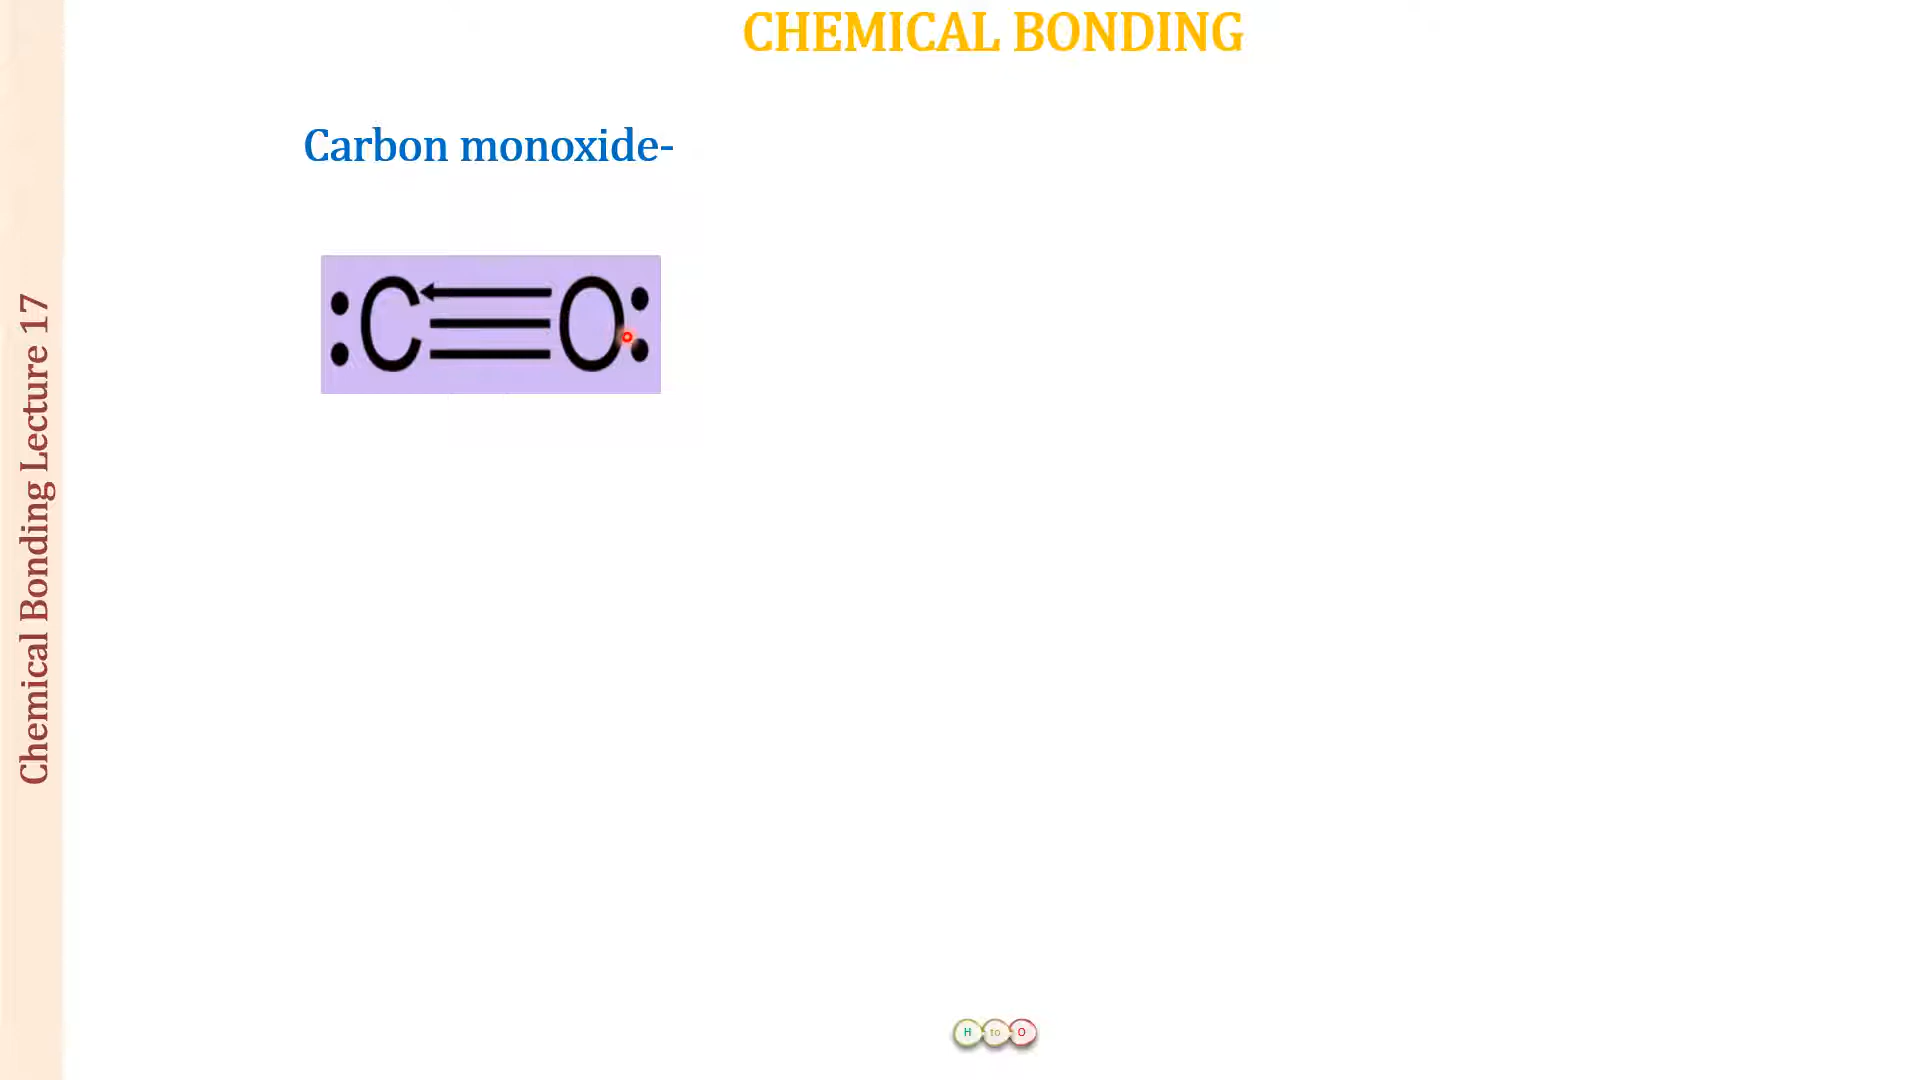 CHEMICAL BONDING
Carbon monoxide-
:C≡O:
Chemical Bonding Lecture 17
H to O